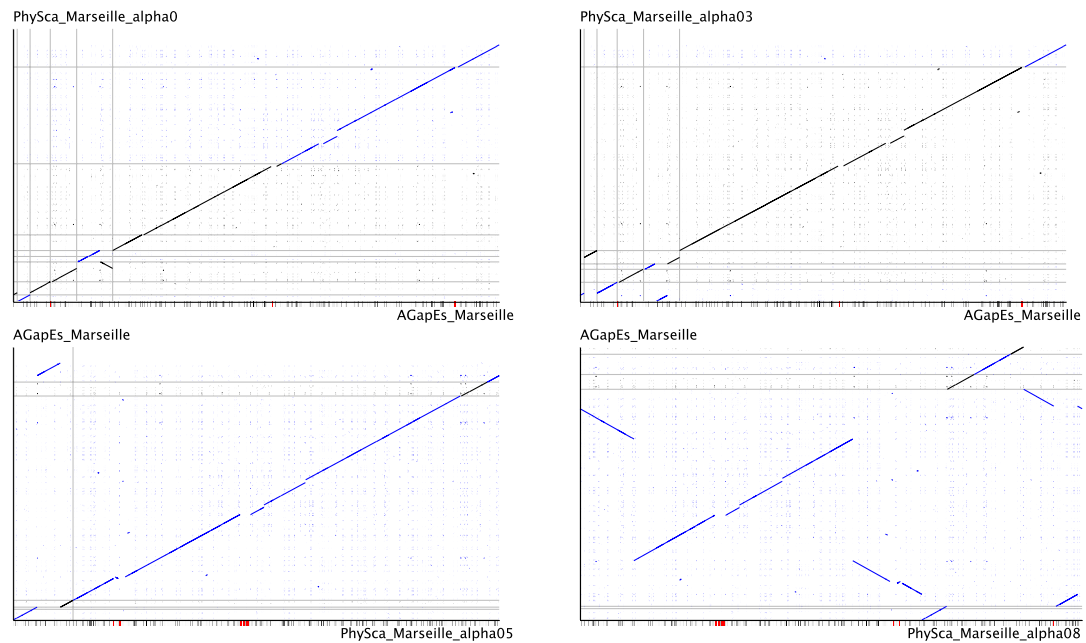 PhySca_Marseille_alpha0
PhySca_Marseille_alpha03
AGapEs_Marseille
AGapEs_Marseille
AGapEs_Marseille
AGapEs_Marseille
PhySca_Marseille_alpha05
PhySca_Marseille_alpha08